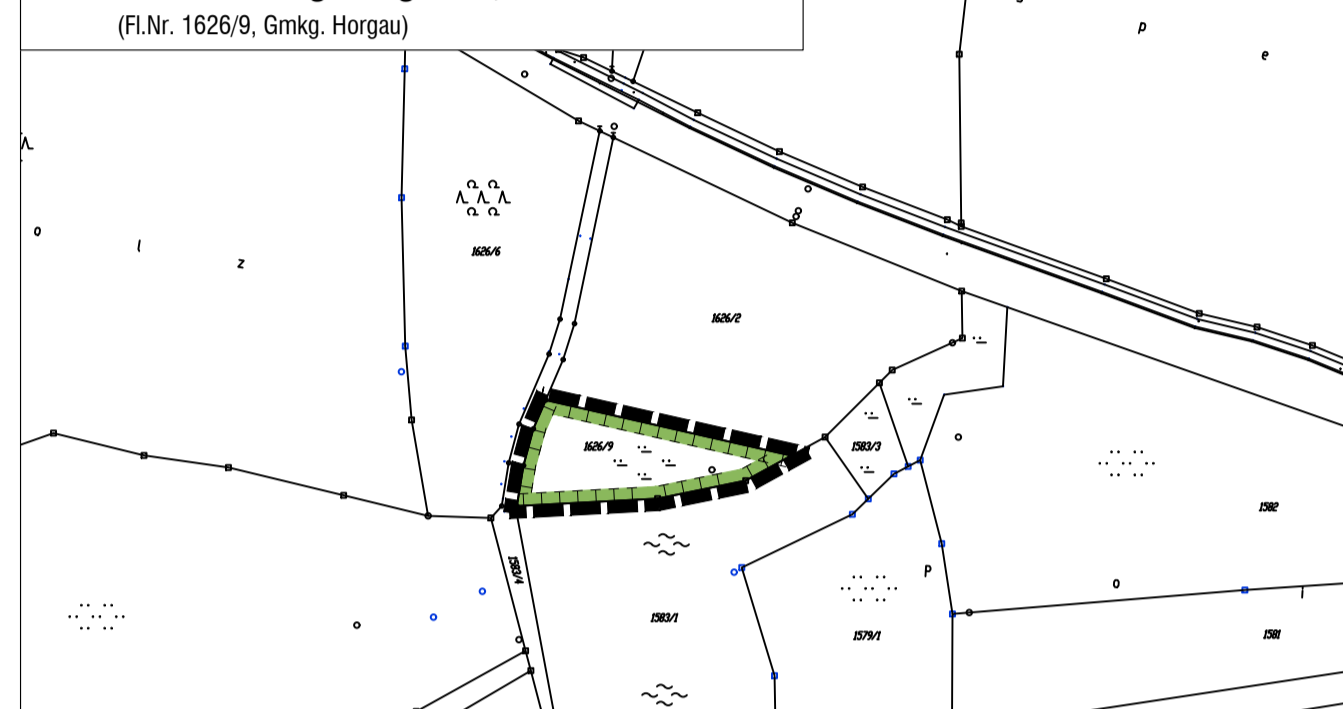 (Fl.Nr. 1626/9, Gmkg. Horgau)
p
e
o
l
z
1626/6
1626/2
1626/9
1583/3
1582
1583/4
P
o
l
1583/1
1579/1
1581